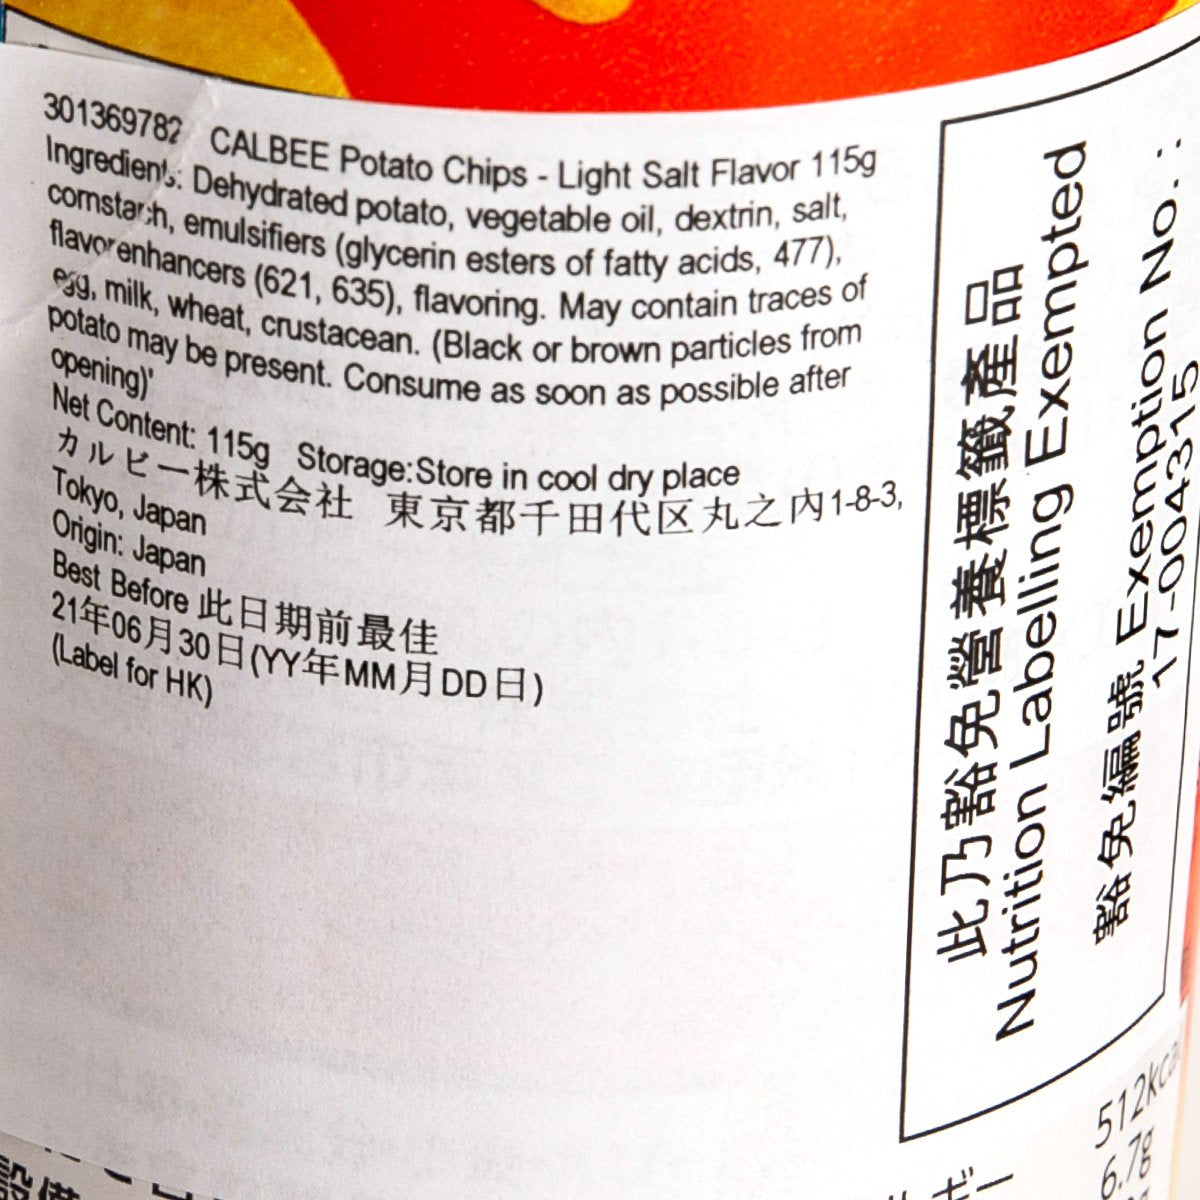 301369782 CALBEE Potato Chips - Light Salt Flavor 115g
Ingredients: Dehydrated potato, vegetable oil, dextrin, salt,
cornstarch, emulsifiers (glycerin esters of fatty acids, 477),
flavor enhancers (621, 635), flavoring. May contain traces of
egg, milk, wheat, crustacean. (Black or brown particles from
potato may be present. Consume as soon as possible after
opening)'
Net Content: 115g Storage:Store in cool dry place
カルビー株式会社 東京都千田代区丸之內1-8-3,
Tokyo, Japan
Origin: Japan
Best Before 此日期前最佳
21年06月30日(YY年MM月DD日)
(Label for HK)
此乃豁免營養標籤產品
Nutrition Labelling Exempted
豁免編號 Exemption No. :
17-004315
512kca
6.7g
設備